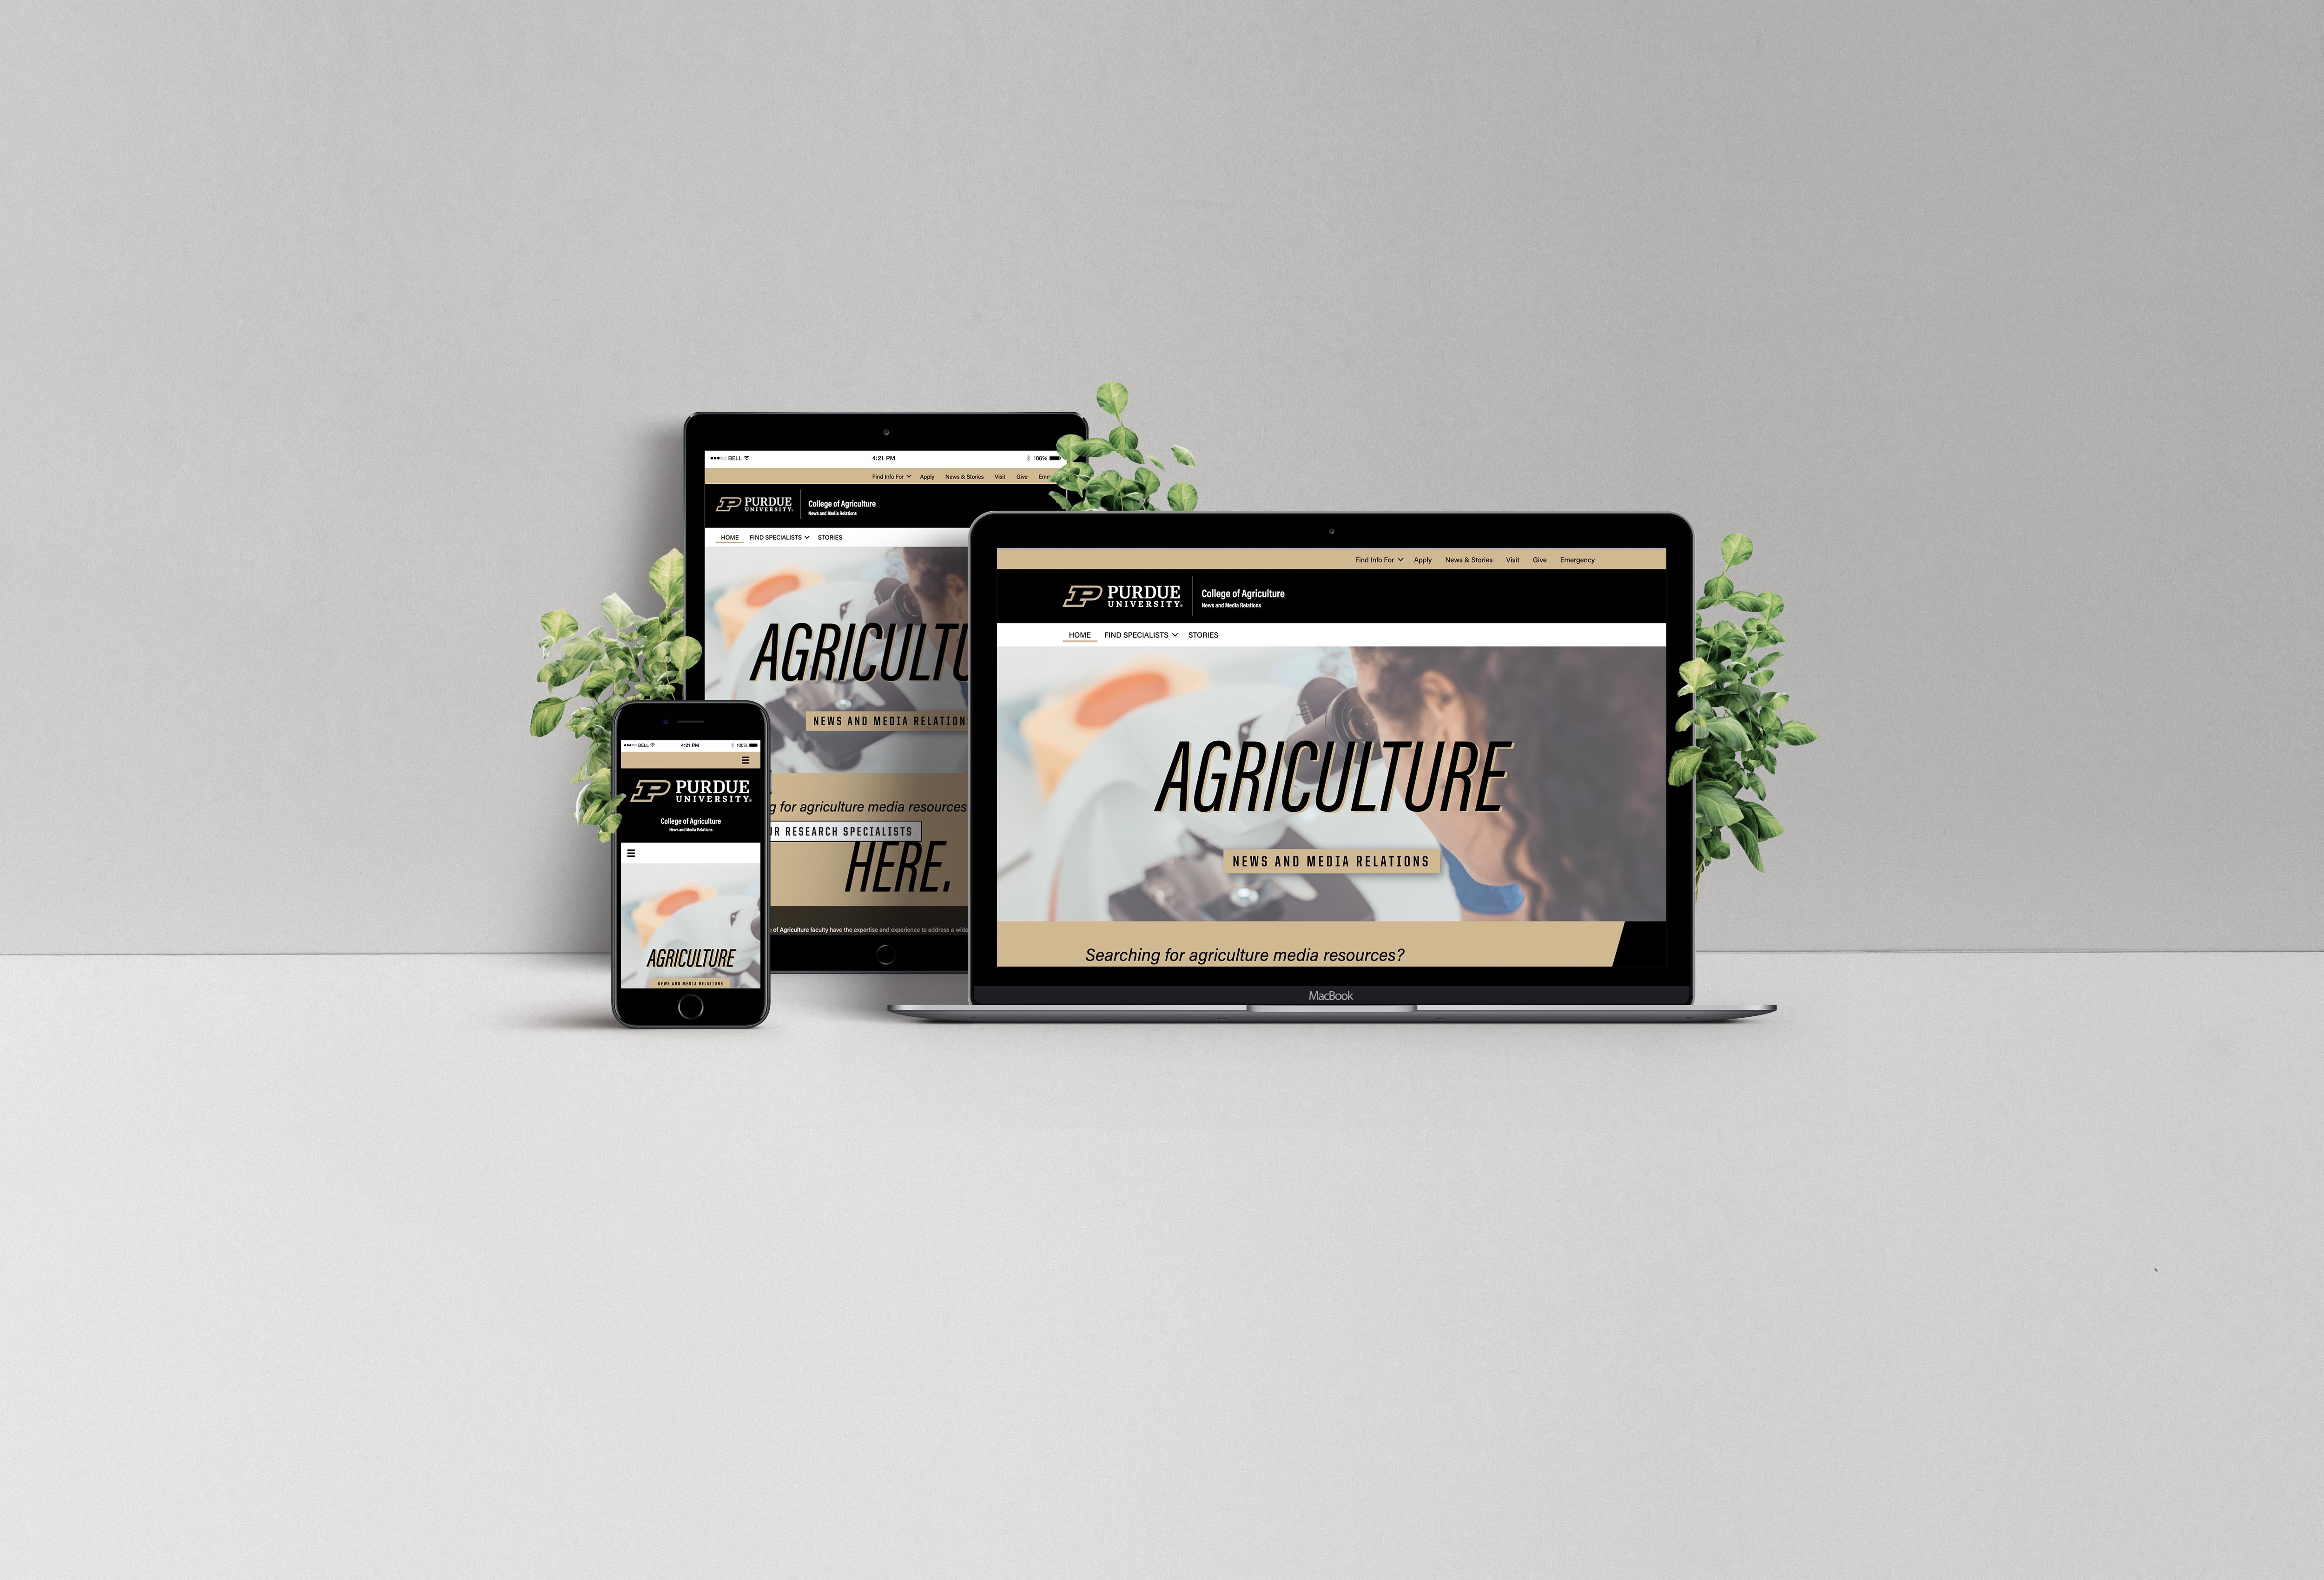 ●●●○○ BELL 4:21 PM 100%
Find Info For Apply News & Stories Visit Give
PURDUE UNIVERSITY®
College of Agriculture
News and Media Relations
HOME FIND SPECIALISTS STORIES
AGRICULTU
NEWS AND MEDIA RELATION
g for agriculture media resources
R RESEARCH SPECIALISTS
HERE.
of Agriculture faculty have the expertise and experience to address a wide
●●●○○ BELL 4:21 PM 100%
PURDUE
UNIVERSITY®
College of Agriculture
News and Media Relations
AGRICULTURE
NEWS AND MEDIA RELATIONS
Find Info For Apply News & Stories Visit Give Emergency
PURDUE
UNIVERSITY®
College of Agriculture
News and Media Relations
HOME FIND SPECIALISTS STORIES
AGRICULTURE
NEWS AND MEDIA RELATIONS
Searching for agriculture media resources?
MacBook